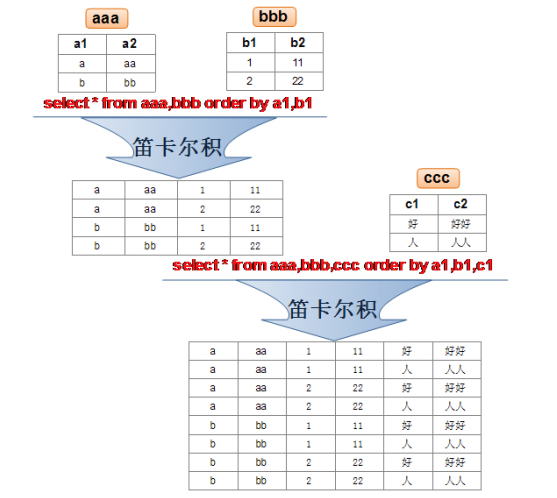 aaa
bbb
a1 a2
a aa
b bb
b1 b2
1 11
2 22
select * from aaa,bbb order by a1,b1
笛卡尔积
a aa 1 11
a aa 2 22
b bb 1 11
b bb 2 22
ccc
c1 c2
好 好好
人 人人
select * from aaa,bbb,ccc order by a1,b1,c1
笛卡尔积
a aa 1 11 好 好好
a aa 1 11 人 人人
a aa 2 22 好 好好
a aa 2 22 人 人人
b bb 1 11 好 好好
b bb 1 11 人 人人
b bb 2 22 好 好好
b bb 2 22 人 人人